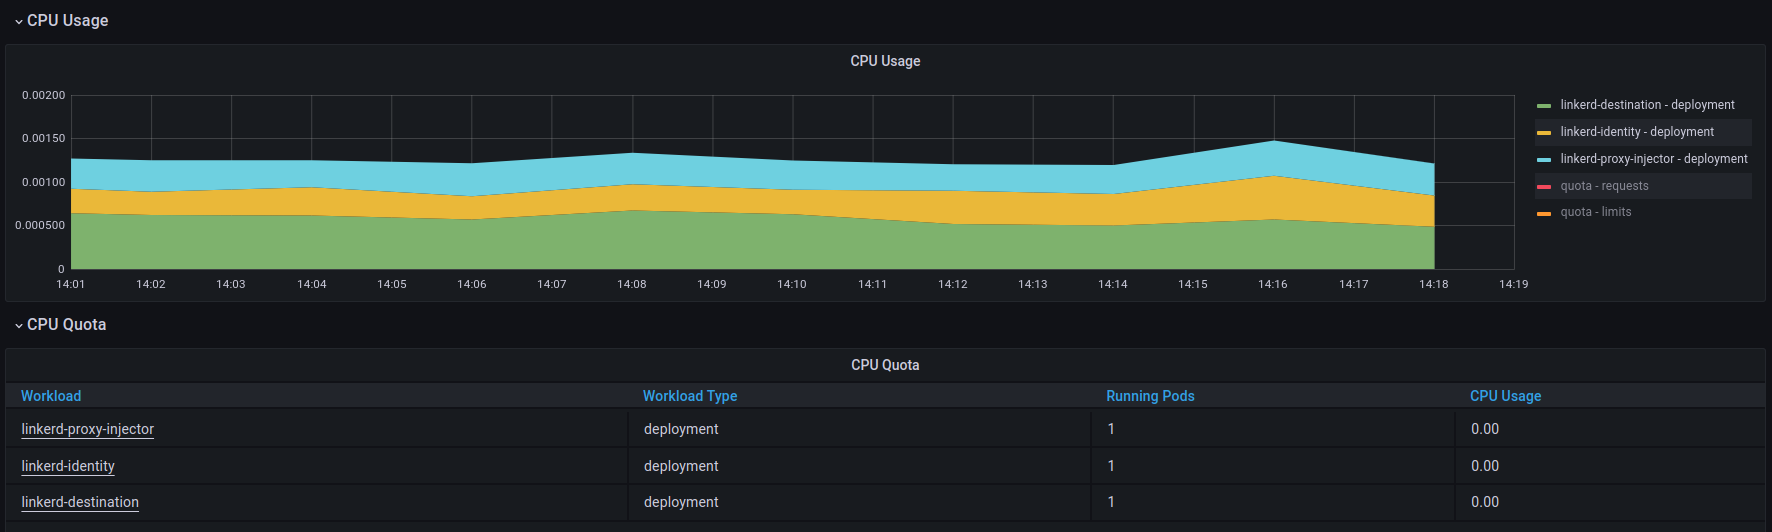 CPU Usage
CPU Usage
0.00200
0.00150
0.00100
0.000500
0
14:01 14:02 14:03 14:04 14:05 14:06 14:07 14:08 14:09 14:10 14:11 14:12 14:13 14:14 14:15 14:16 14:17 14:18 14:19
linkerd-destination - deployment
linkerd-identity - deployment
linkerd-proxy-injector - deployment
quota - requests
quota - limits
CPU Quota
CPU Quota
Workload Workload Type Running Pods CPU Usage
linkerd-proxy-injector deployment 1 0.00
linkerd-identity deployment 1 0.00
linkerd-destination deployment 1 0.00